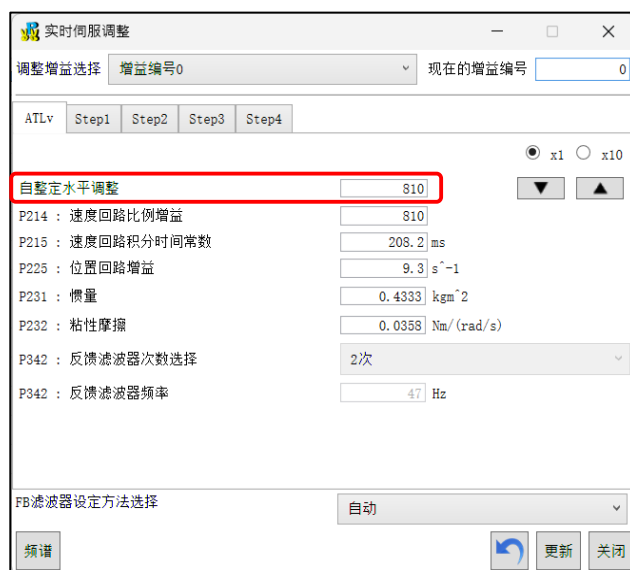 实时伺服调整
调整增益选择 增益编号0 现在的增益编号 0
ATLv Step1 Step2 Step3 Step4
x1 x10
自整定水平调整 810
P214 : 速度回路比例增益 810
P215 : 速度回路积分时间常数 208.2 ms
P225 : 位置回路增益 9.3 s^-1
P231 : 惯量 0.4333 kgm^2
P232 : 粘性摩擦 0.0358 Nm/(rad/s)
P342 : 反馈滤波器次数选择 2次
P342 : 反馈滤波器频率 47 Hz
FB滤波器设定方法选择 自动
频谱 更新 关闭